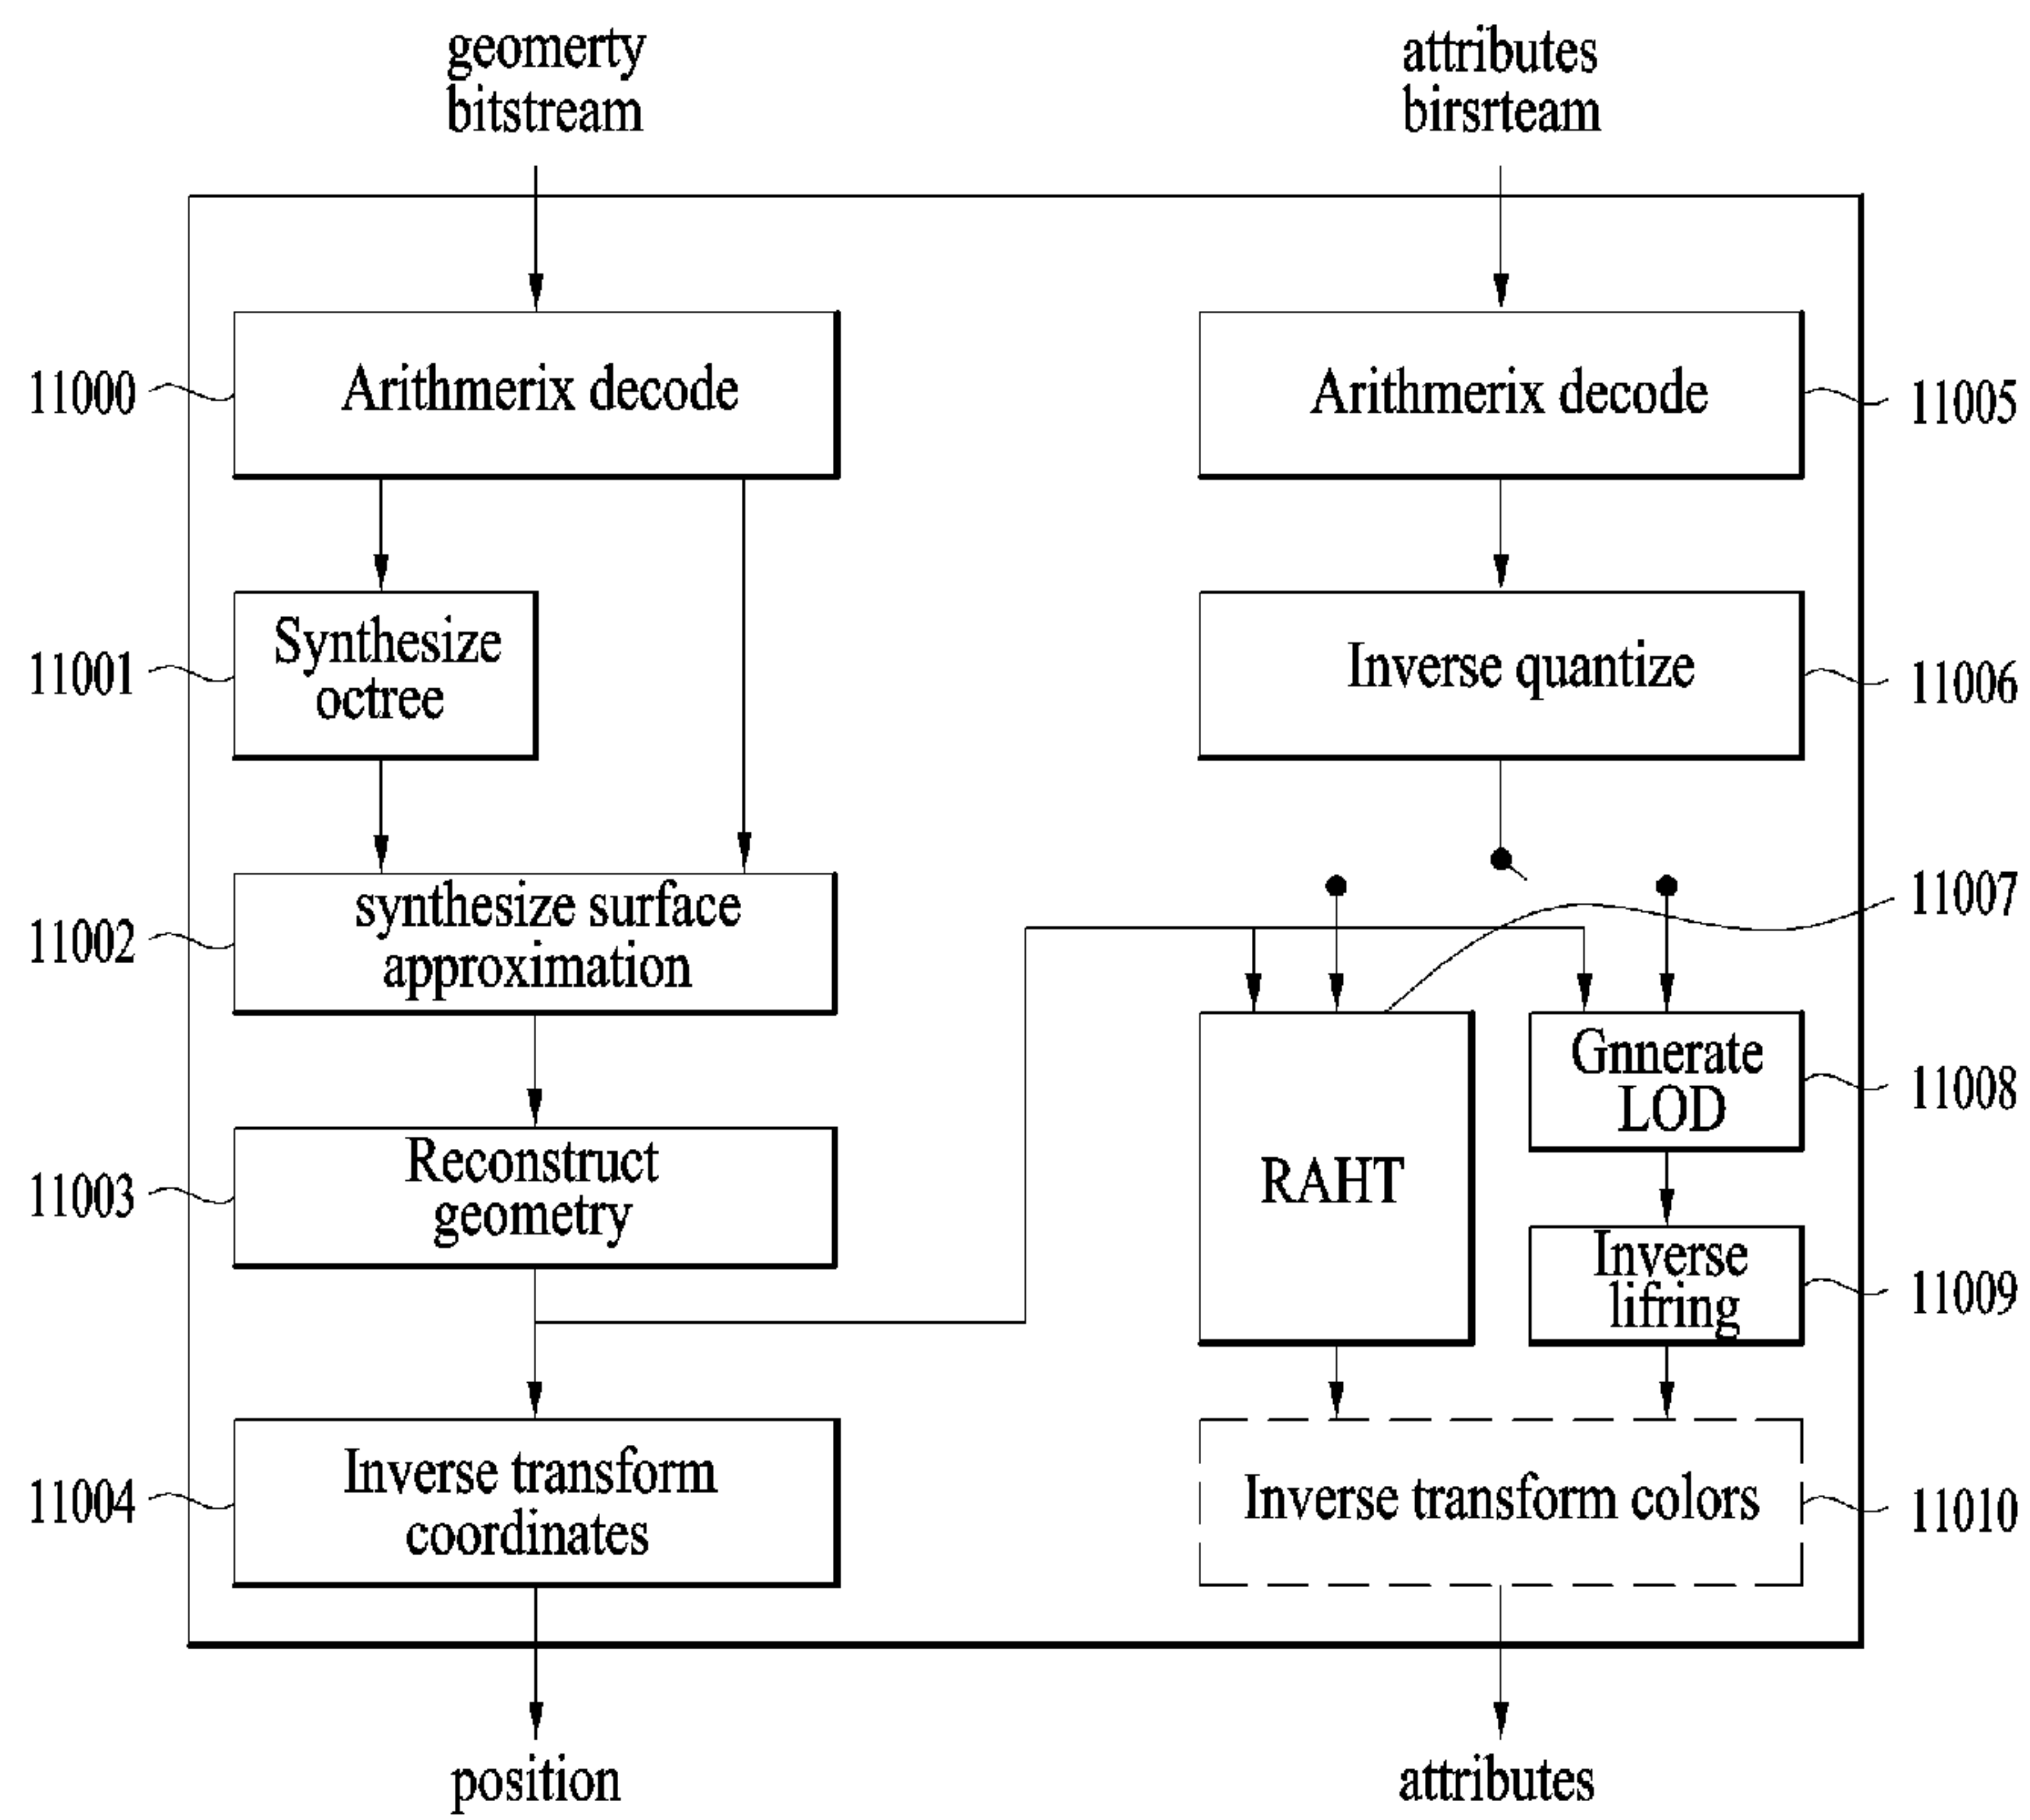 geomerty
bitstream
attributes
birsrteam
11000
Arithmerix decode
Arithmerix decode
11005
11001
Synthesize
octree
Inverse quantize
11006
11002
synthesize surface
approximation
11007
11003
Reconstruct
geometry
RAHT
Gnnerate
LOD
11008
Inverse
lifring
11009
11004
Inverse transform
coordinates
Inverse transform colors
11010
position
attributes